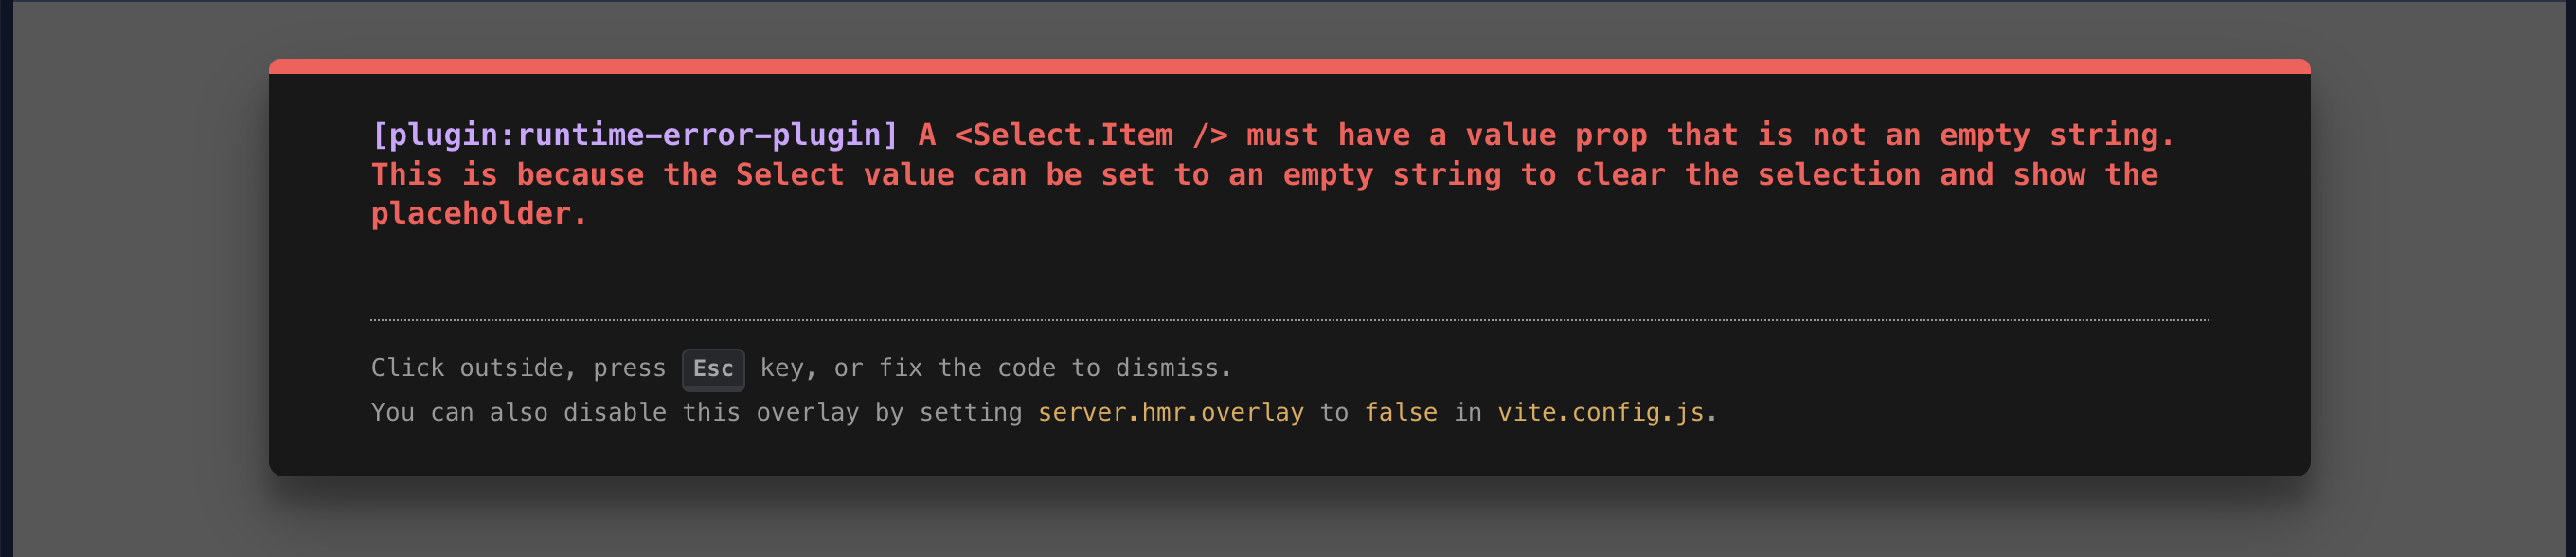 [plugin:runtime-error-plugin] A <Select.Item /> must have a value prop that is not an empty string.
This is because the Select value can be set to an empty string to clear the selection and show the
placeholder.
Click outside, press Esc key, or fix the code to dismiss.
You can also disable this overlay by setting server.hmr.overlay to false in vite.config.js.